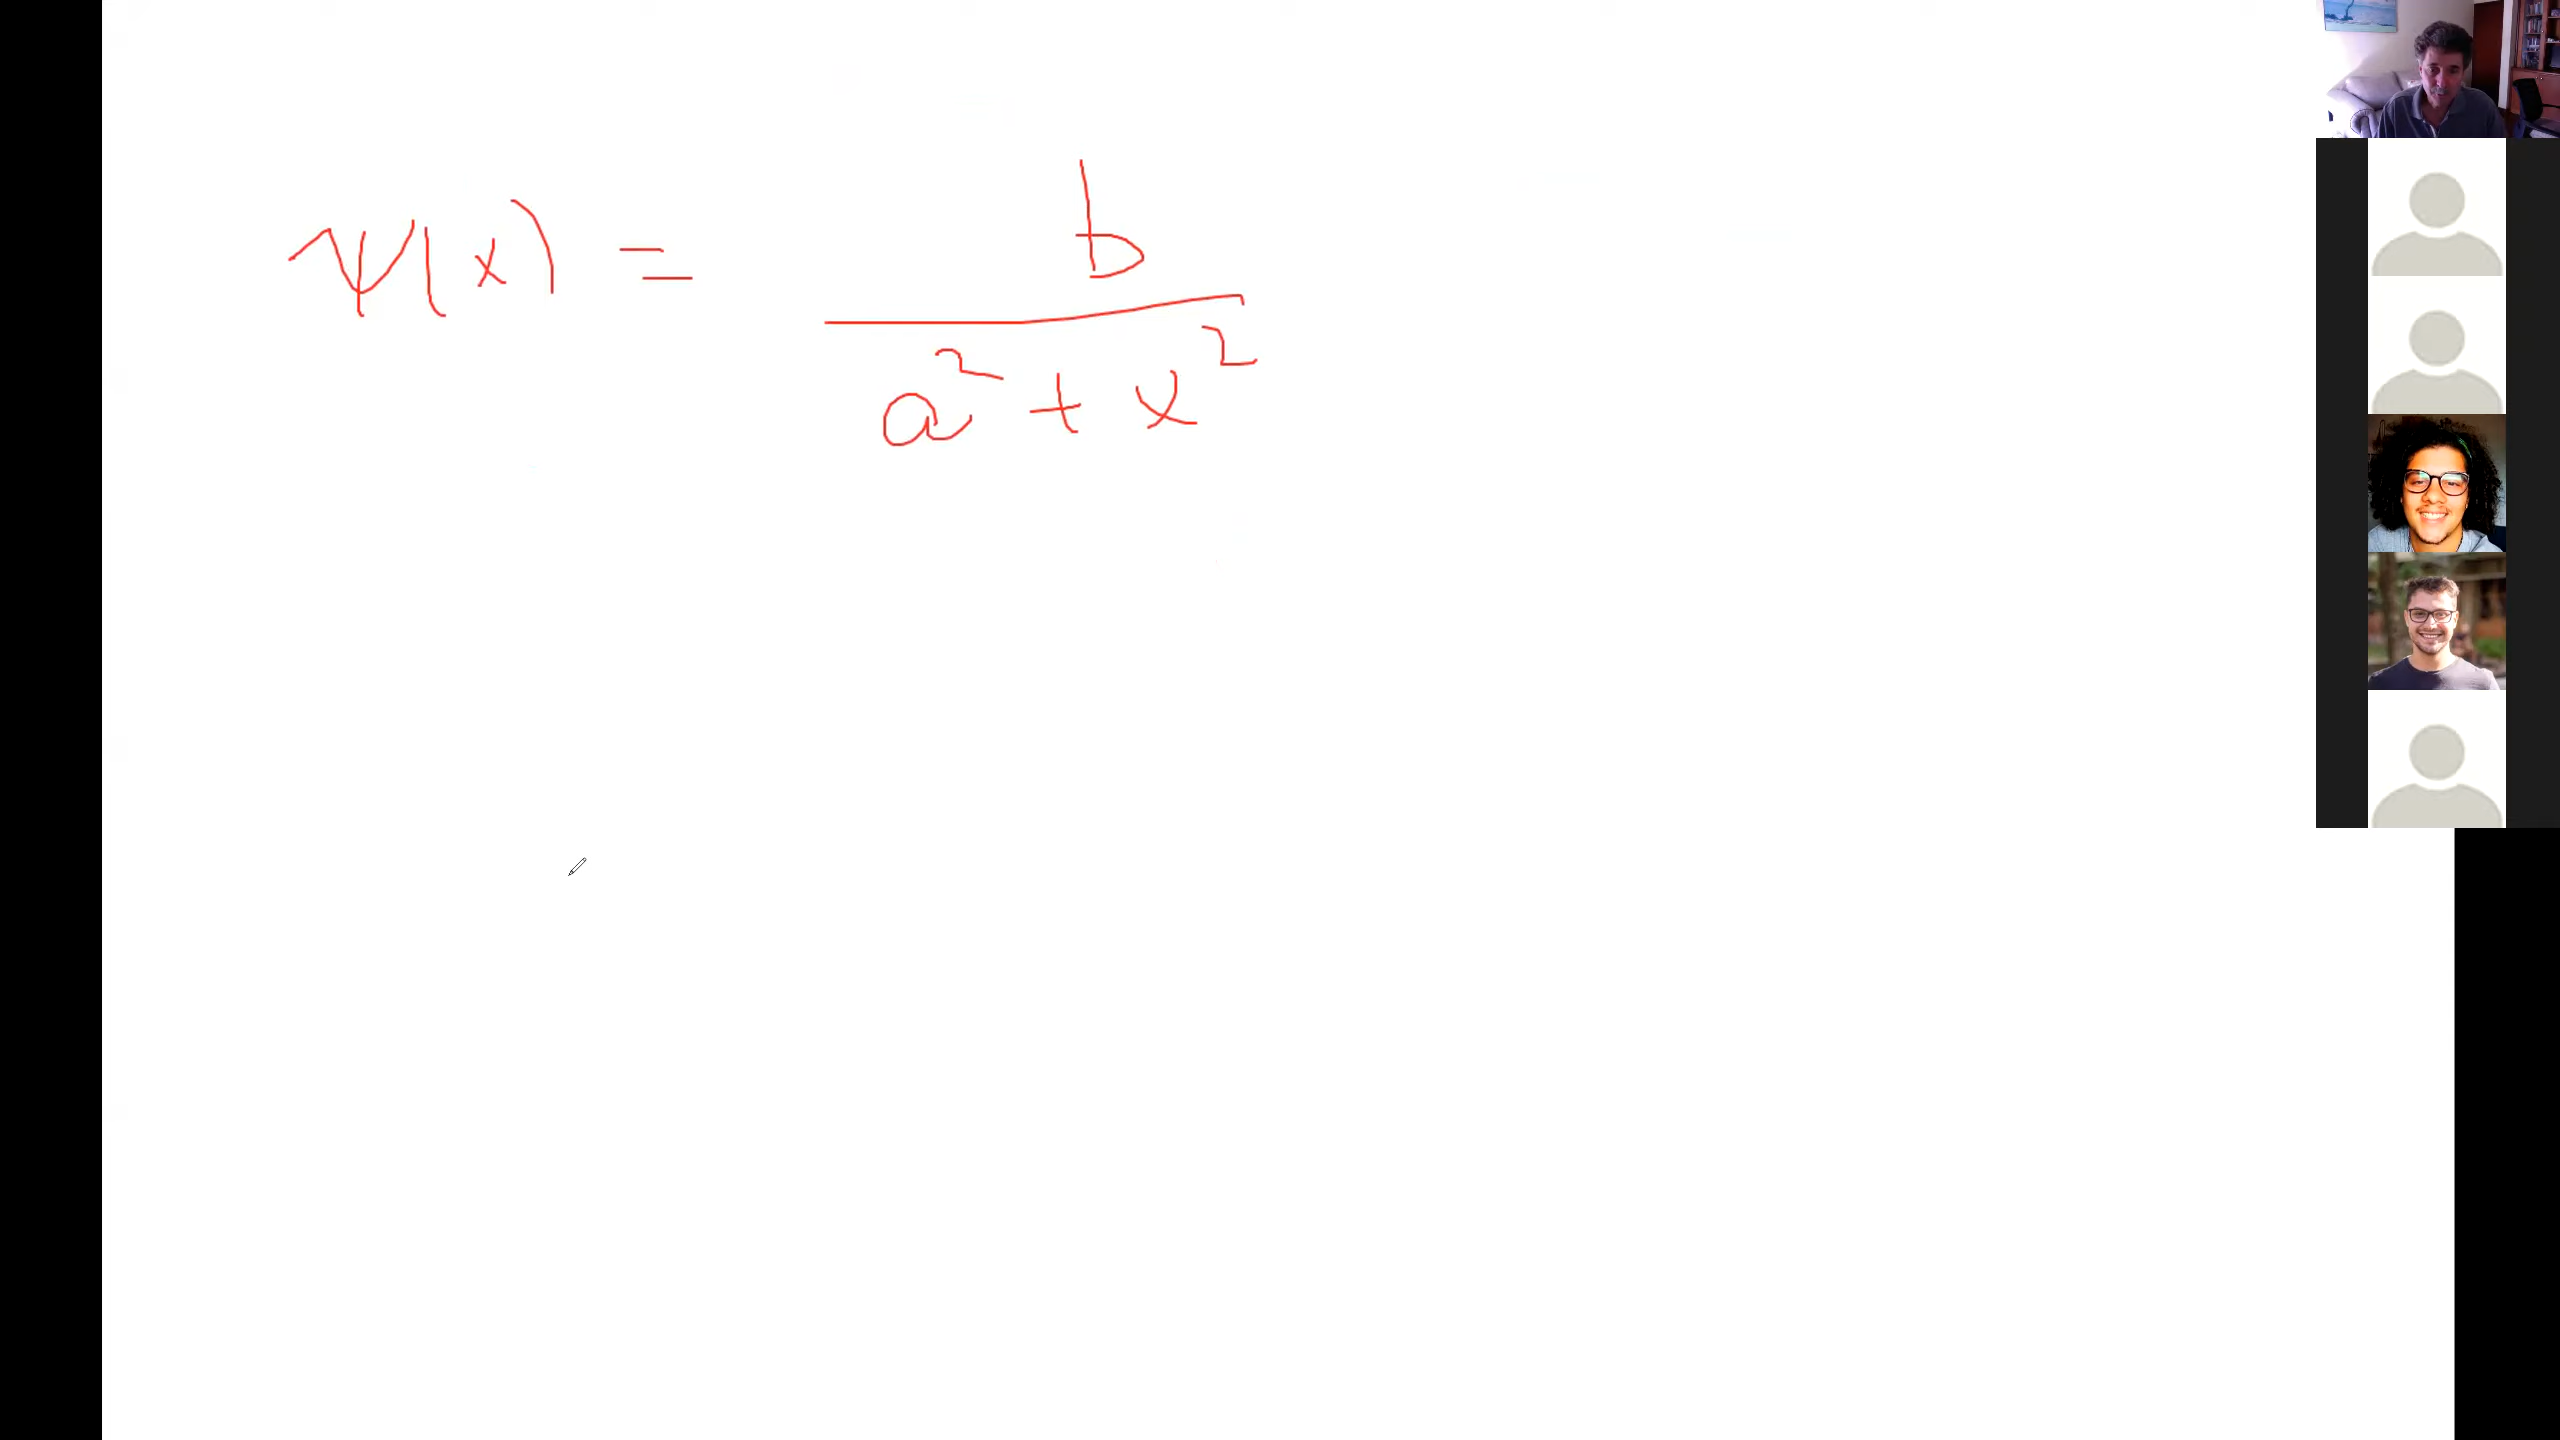 ψ(x) = b / (a² + x²)